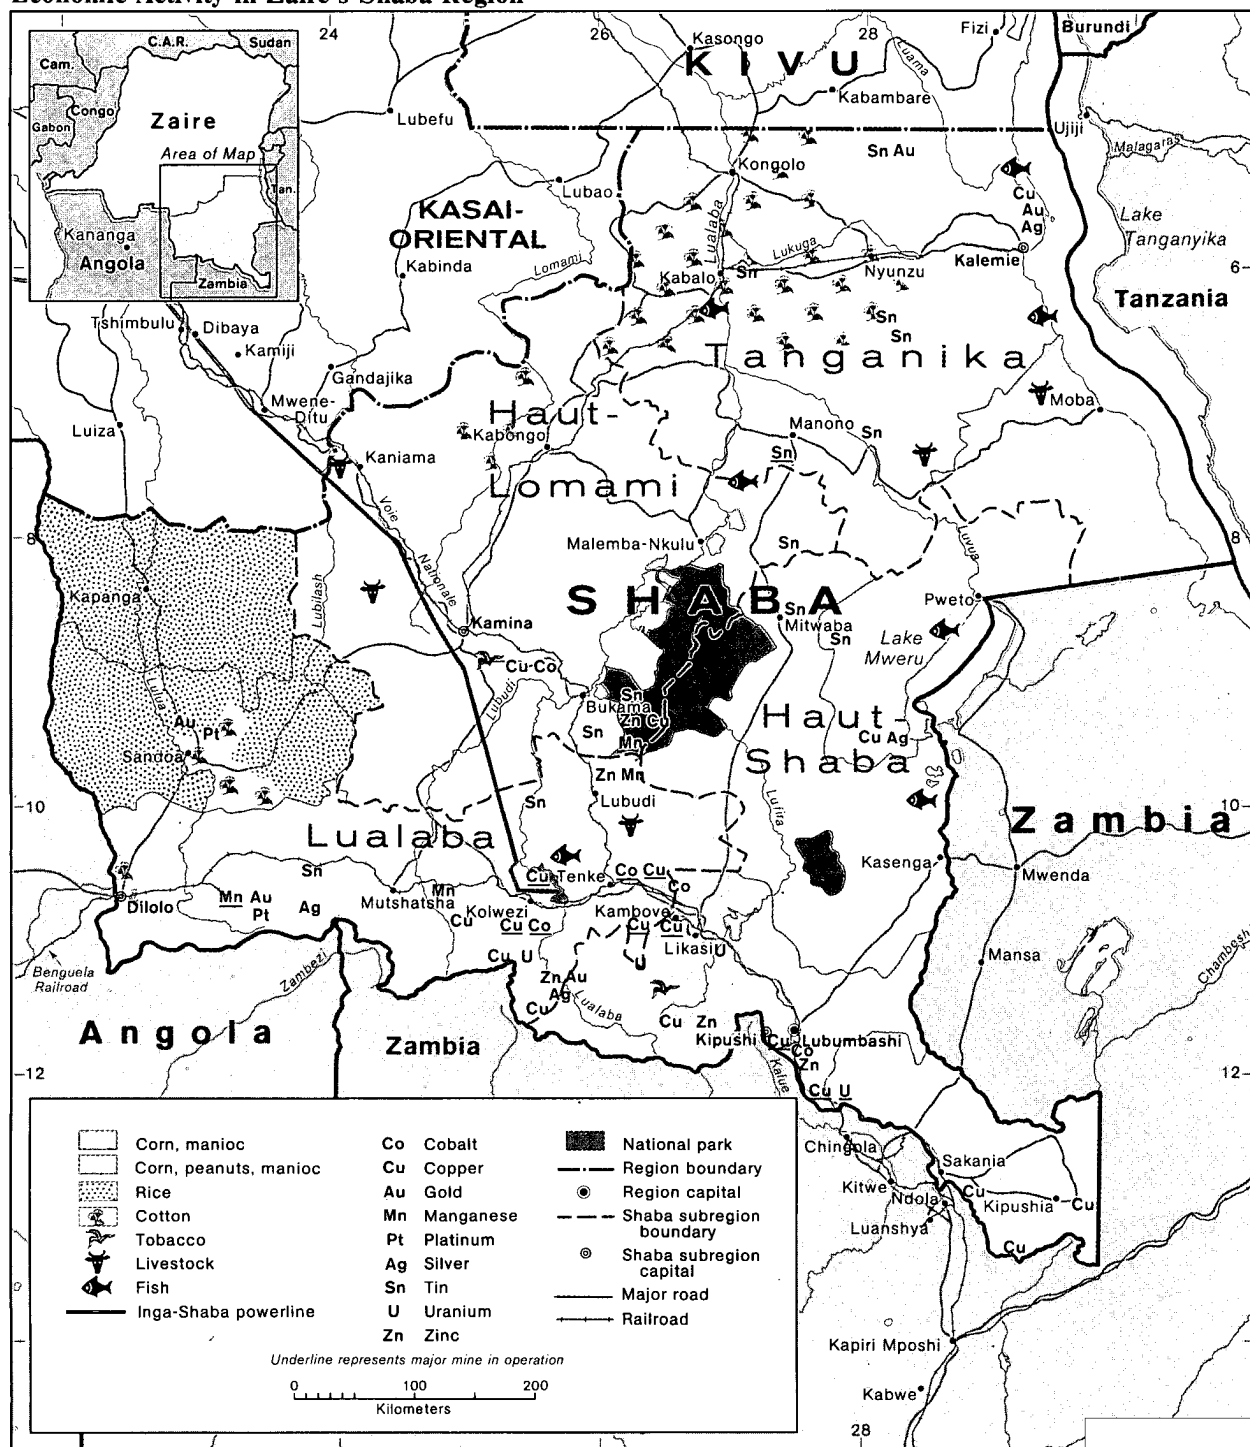 Economic Activity in Zaire's Shaba Region
24
26
28
C.A.R.
Sudan
Cam.
Congo
Gabon
Zaire
Area of Map
Tan.
Kananga
Angola
Zambia
Kasongo
Fizi
Burundi
KIVU
Luama
Kabambare
Lubefu
Ujiji
Malagarasi
Sn Au
Kongolo
Lubao
Cu
Au
Ag
KASAI-
ORIENTAL
Lualaba
Lukuga
Lake
Tanganyika
Kabinda
Lomami
Kabalo
Sn
Nyunzu
Kalemie
6
Tanzania
Tshimbulu
Dibaya
Kamiji
Sn
Sn
Tanganika
Gandajika
Mwene-
Ditu
Haut-
Lomami
Moba
Luiza
Kabongo
Manono
Sn
Sn
Kaniama
Voie
Nationale
Luvua
8
8
Malemba-Nkulu
Sn
Kapanga
Lubilash
SHABA
Pweto
Kamina
Sn
Mitwaba
Sn
Lake
Mweru
Lulua
Cu Co
Lubudi
Bukama
Sn
Zn Cu
Mn
Sn
Haut-
Shaba
Cu Ag
Au
Pt
Sandoa
Zn Mn
Sn
Lubudi
Lufira
10
10
Lualaba
Zambia
Kasenga
Mwenda
Sn
Cu
Tenke
Co Cu
Co
Dilolo
Mn Au
Pt
Ag
Mutshatsha
Mn
Kolwezi
Kambove
Cu
Cu Co
Cu
Cu
Likasi
U
U
Cu U
Benguela
Railroad
Zambezi
Mansa
Chambeshi
Zn Au
Ag
Cu
Lualaba
Cu
Zn
Angola
Zambia
Kipushi
Cu
Lubumbashi
Co
Zn
Kafue
12
12
Cu U
Chingola
Sakania
Kitwe
Ndola
Cu
Kipushia
Cu
Luanshya
Cu
Kapiri Mposhi
Kabwe
28
Corn, manioc
Corn, peanuts, manioc
Rice
Cotton
Tobacco
Livestock
Fish
Inga-Shaba powerline
Co Cobalt
Cu Copper
Au Gold
Mn Manganese
Pt Platinum
Ag Silver
Sn Tin
U Uranium
Zn Zinc
National park
Region boundary
Region capital
Shaba subregion
boundary
Shaba subregion
capital
Major road
Railroad
Underline represents major mine in operation
0 100 200
Kilometers